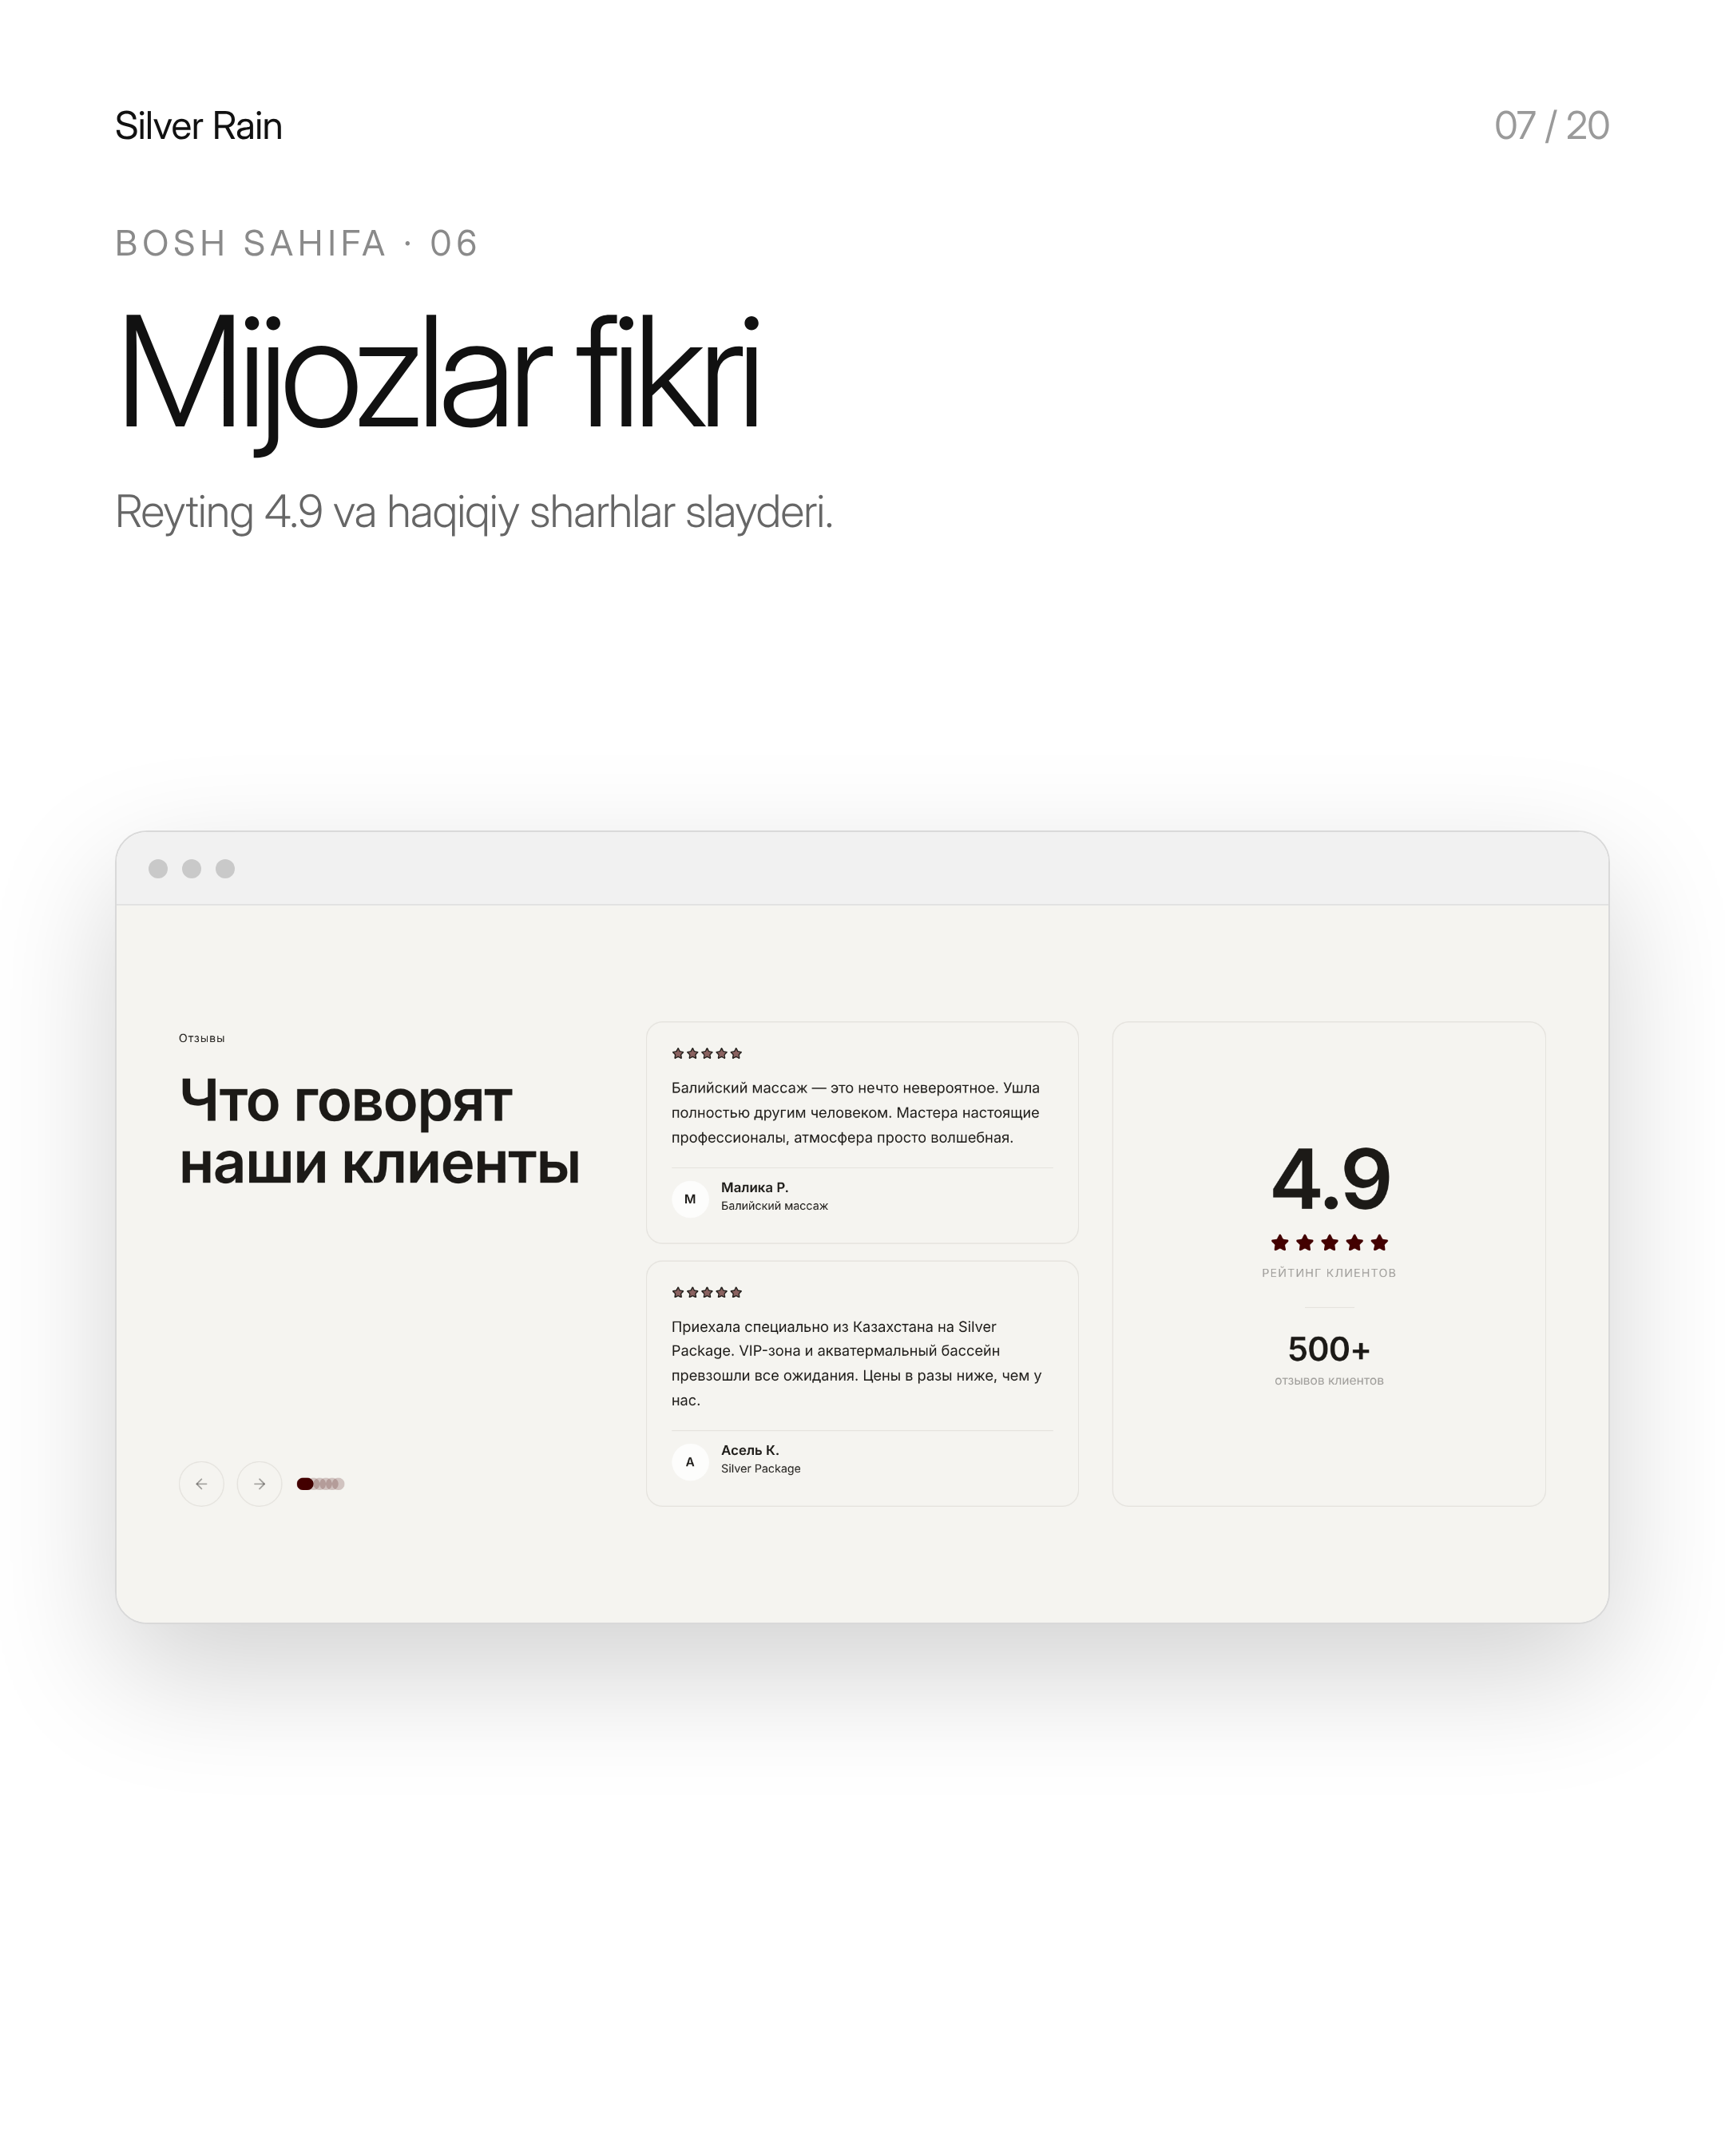 Silver Rain
07 / 20
BOSH SAHIFA · 06
Mijozlar fikri
Reyting 4.9 va haqiqiy sharhlar slayderi.
Отзывы
Что говорят
наши клиенты
Балийский массаж — это нечто невероятное. Ушла
полностью другим человеком. Мастера настоящие
профессионалы, атмосфера просто волшебная.
М
Малика Р.
Балийский массаж
Приехала специально из Казахстана на Silver
Package. VIP-зона и акватермальный бассейн
превзошли все ожидания. Цены в разы ниже, чем у
нас.
А
Асель К.
Silver Package
4.9
РЕЙТИНГ КЛИЕНТОВ
500+
отзывов клиентов